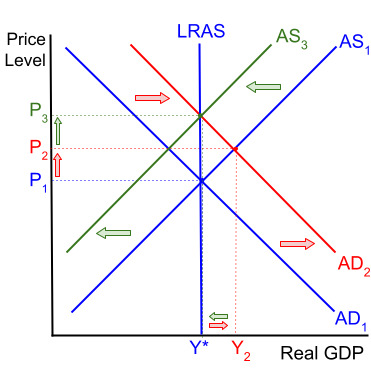 Price
Level
LRAS
AS₃
AS₁
P₃
P₂
P₁
AD₂
AD₁
Y*
Y₂
Real GDP